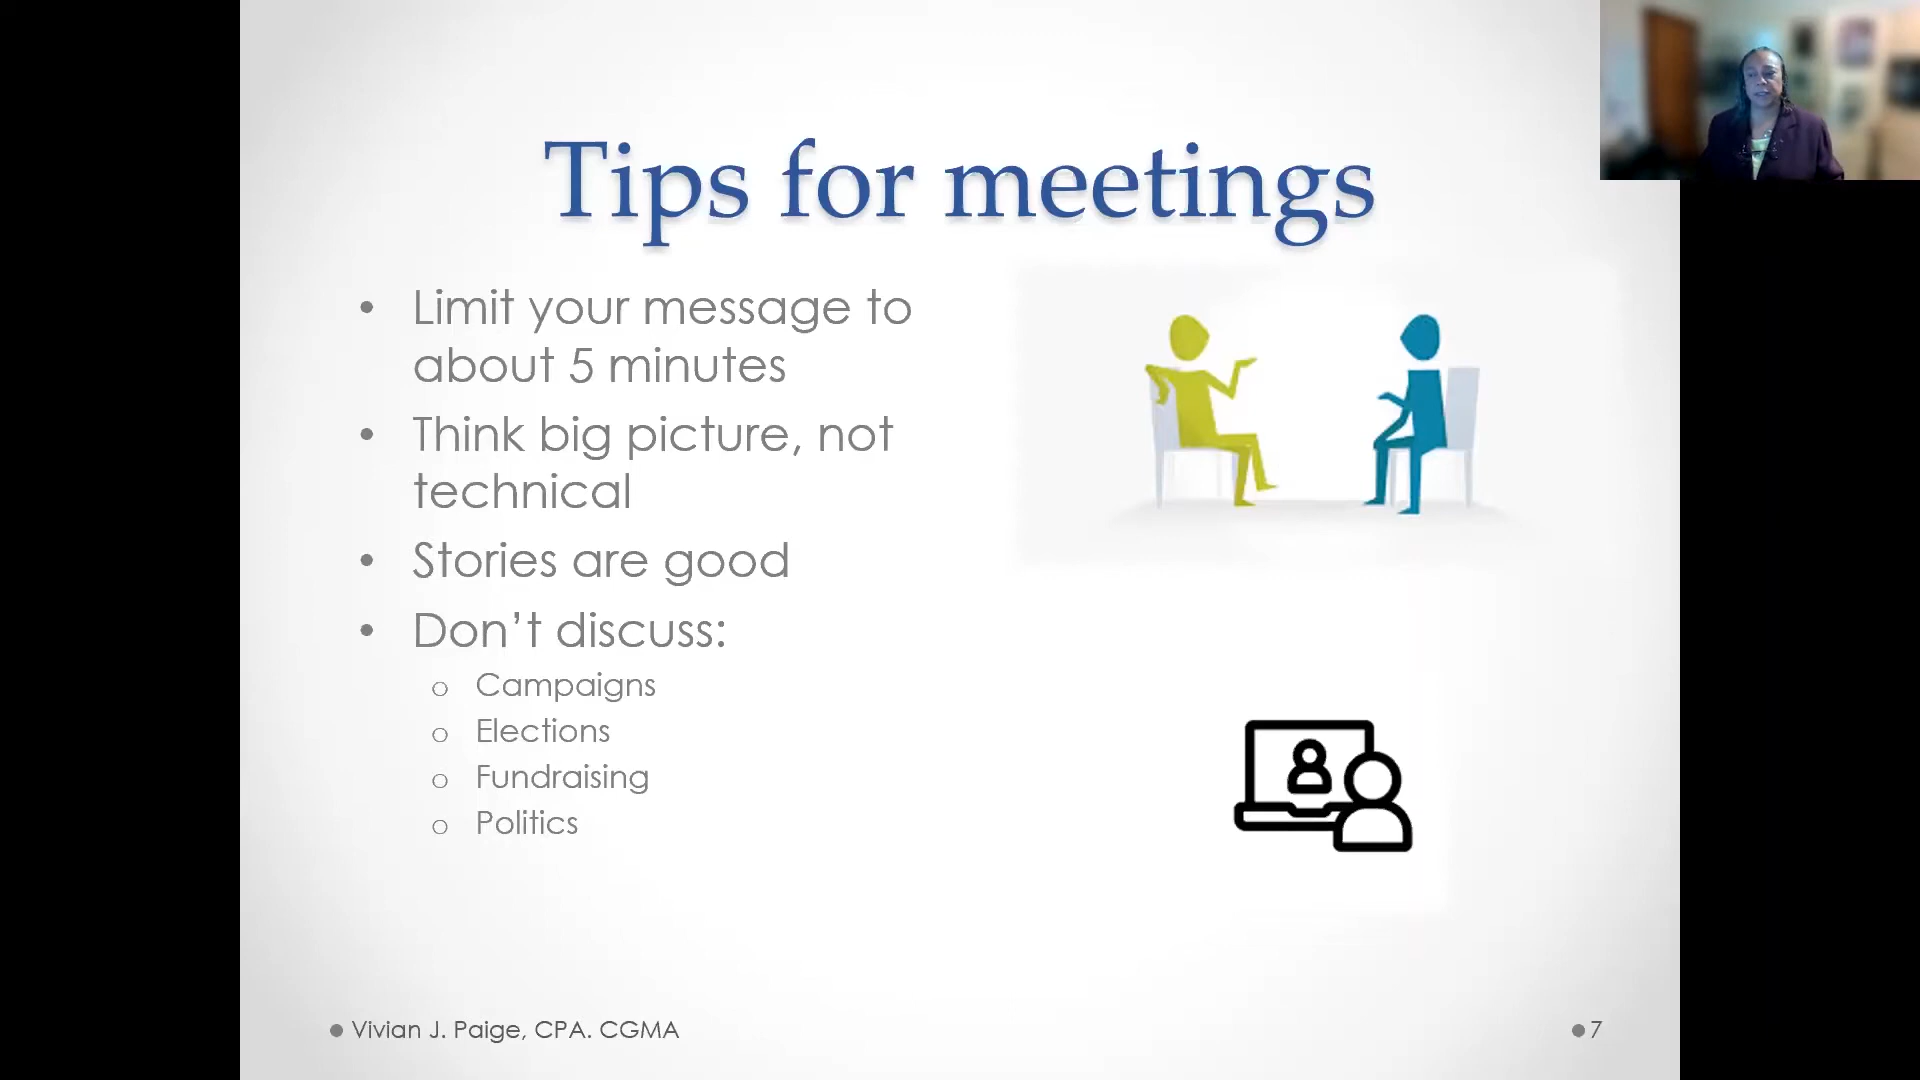 Tips for meetings
• Limit your message to
about 5 minutes
• Think big picture, not
technical
• Stories are good
• Don’t discuss:
o Campaigns
o Elections
o Fundraising
o Politics
• Vivian J. Paige, CPA. CGMA
• 7